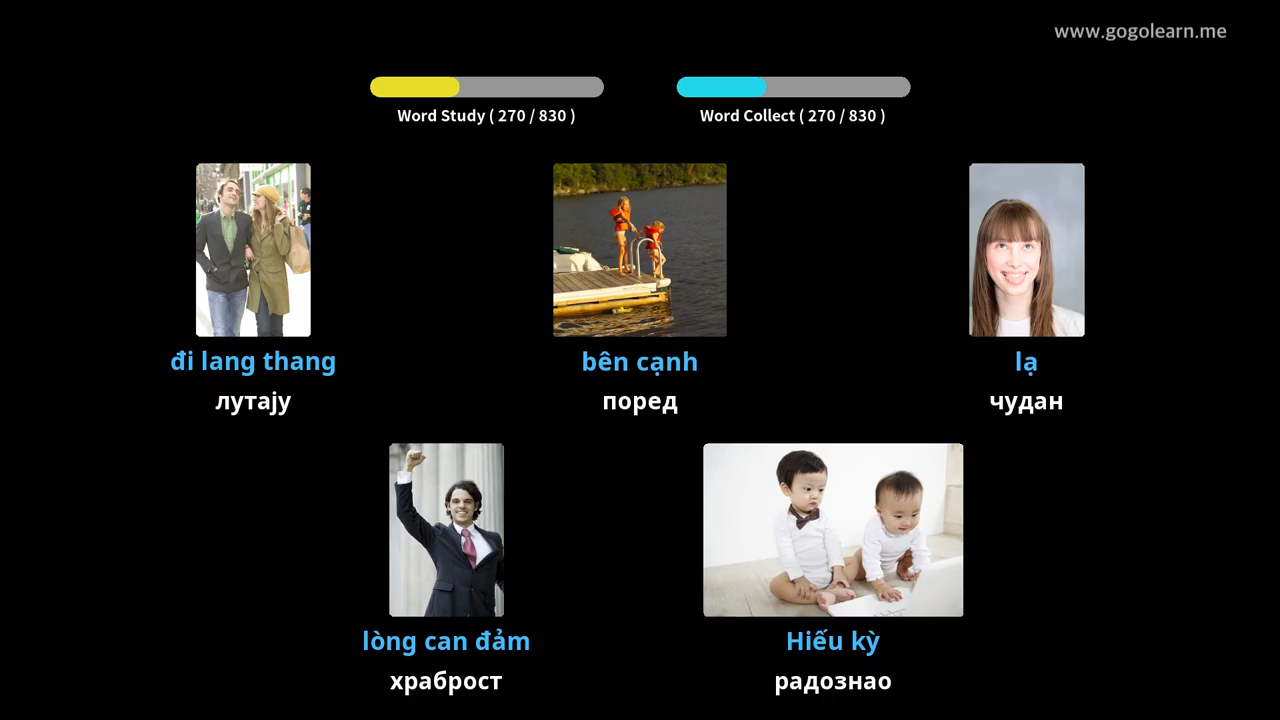 www.gogolearn.me
Word Study ( 270 / 830 )
Word Collect ( 270 / 830 )
đi lang thang
лутају
bên cạnh
поред
lạ
чудан
lòng can đảm
храброст
Hiếu kỳ
радознао